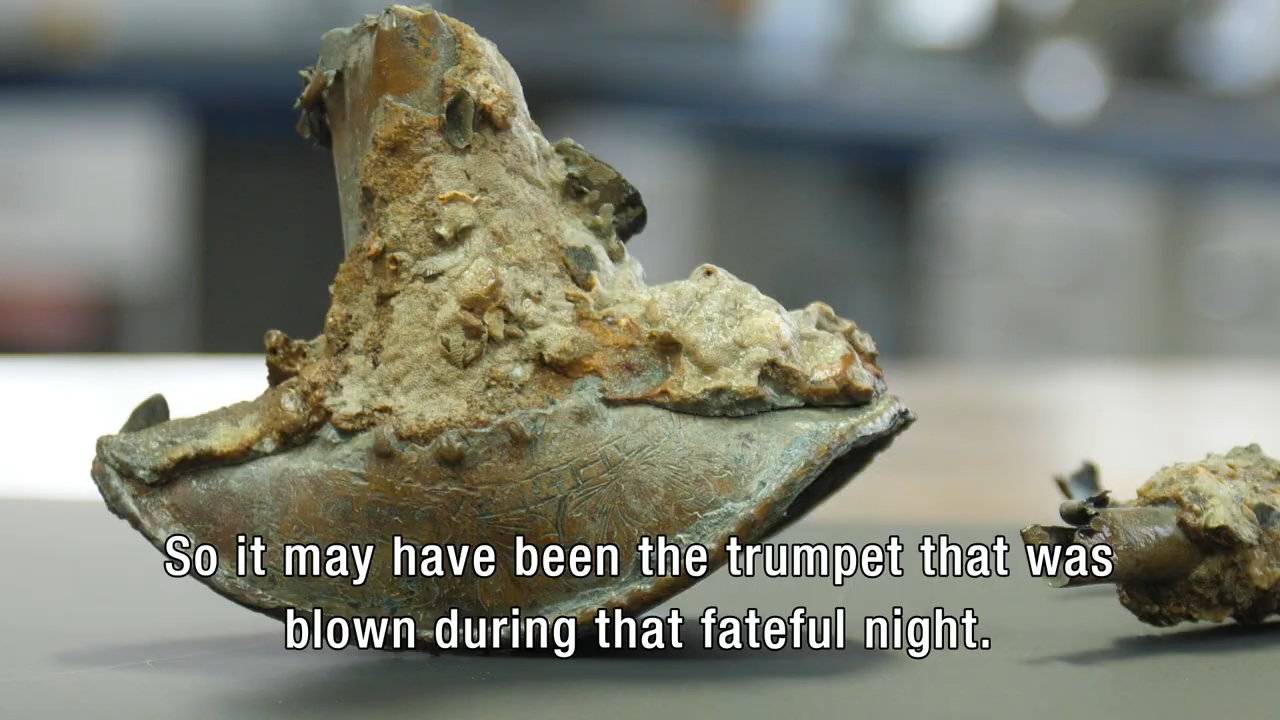 So it may have been the trumpet that was
blown during that fateful night.